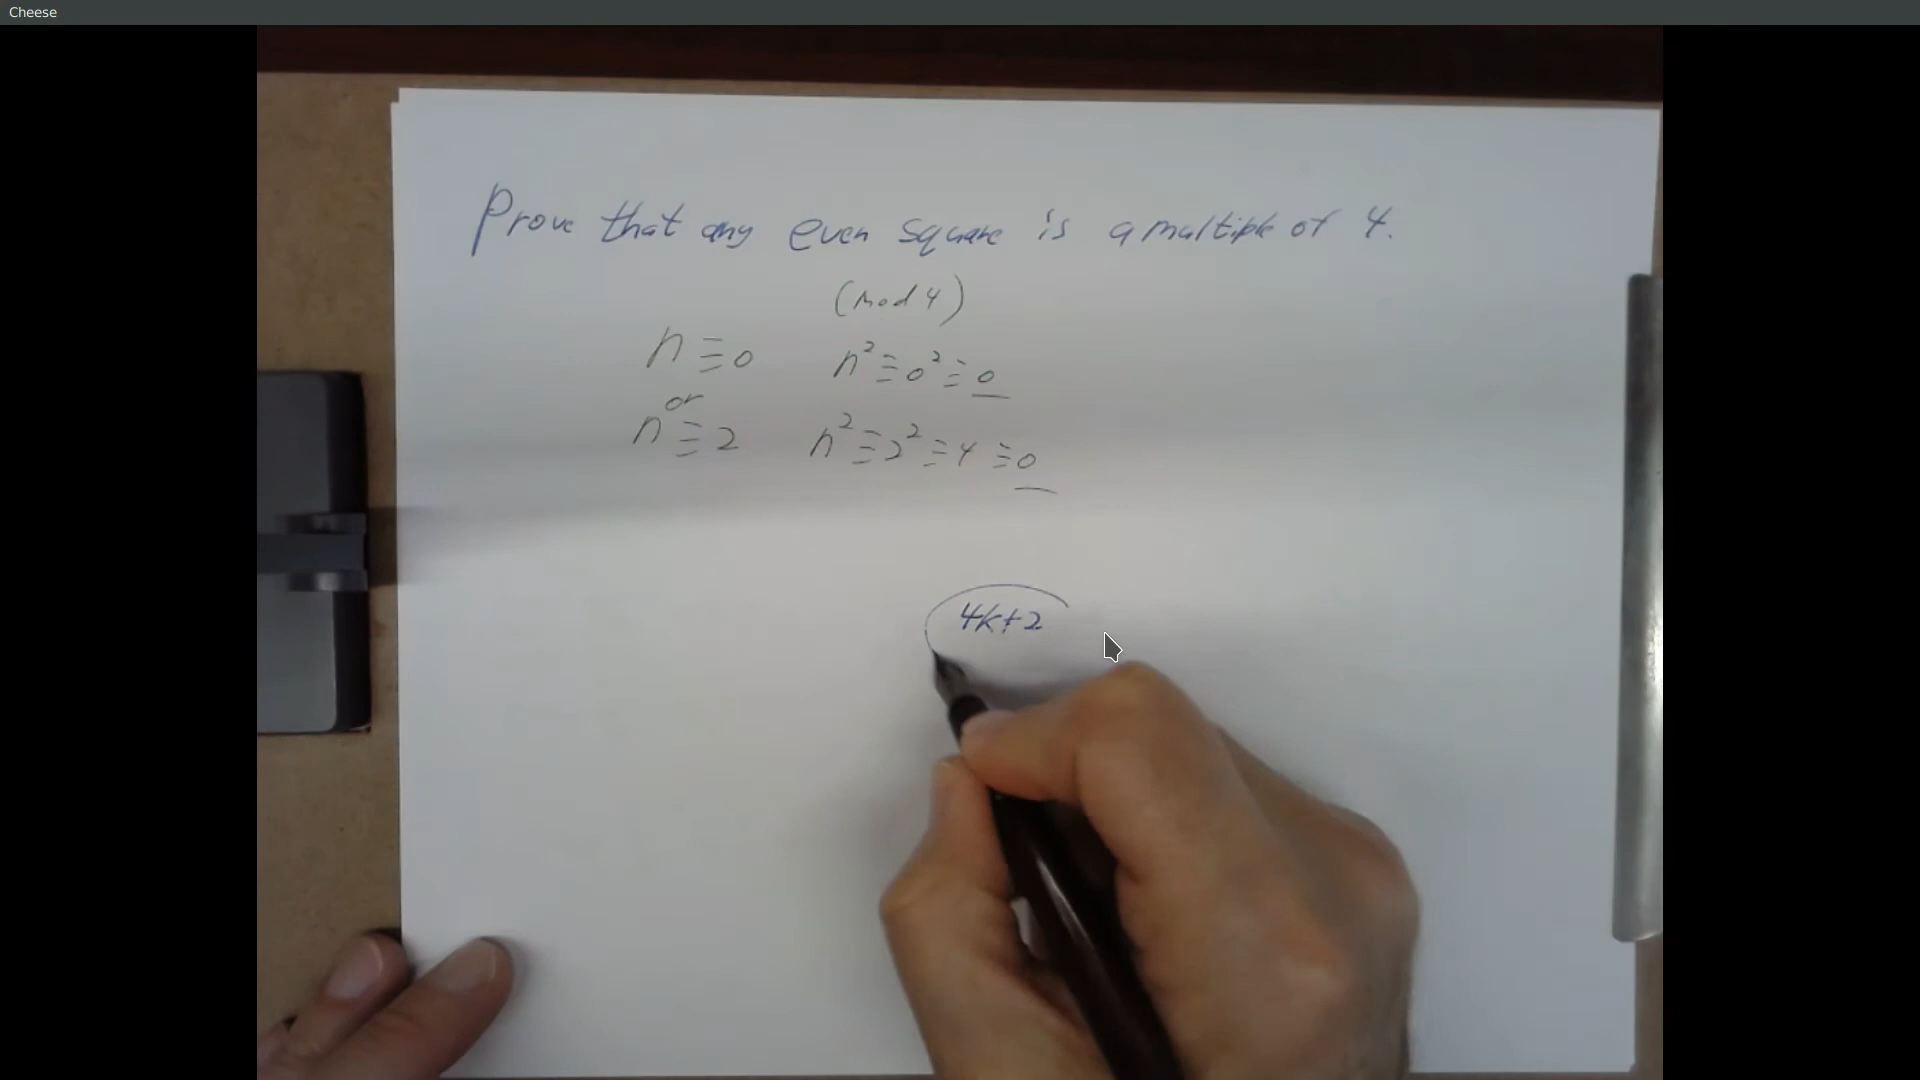 Cheese
Prove that any even square is a multiple of 4.
(mod 4)
n ≡ 0 n² ≡ 0² ≡ 0
or
n ≡ 2 n² ≡ 2² ≡ 4 ≡ 0
4k+2